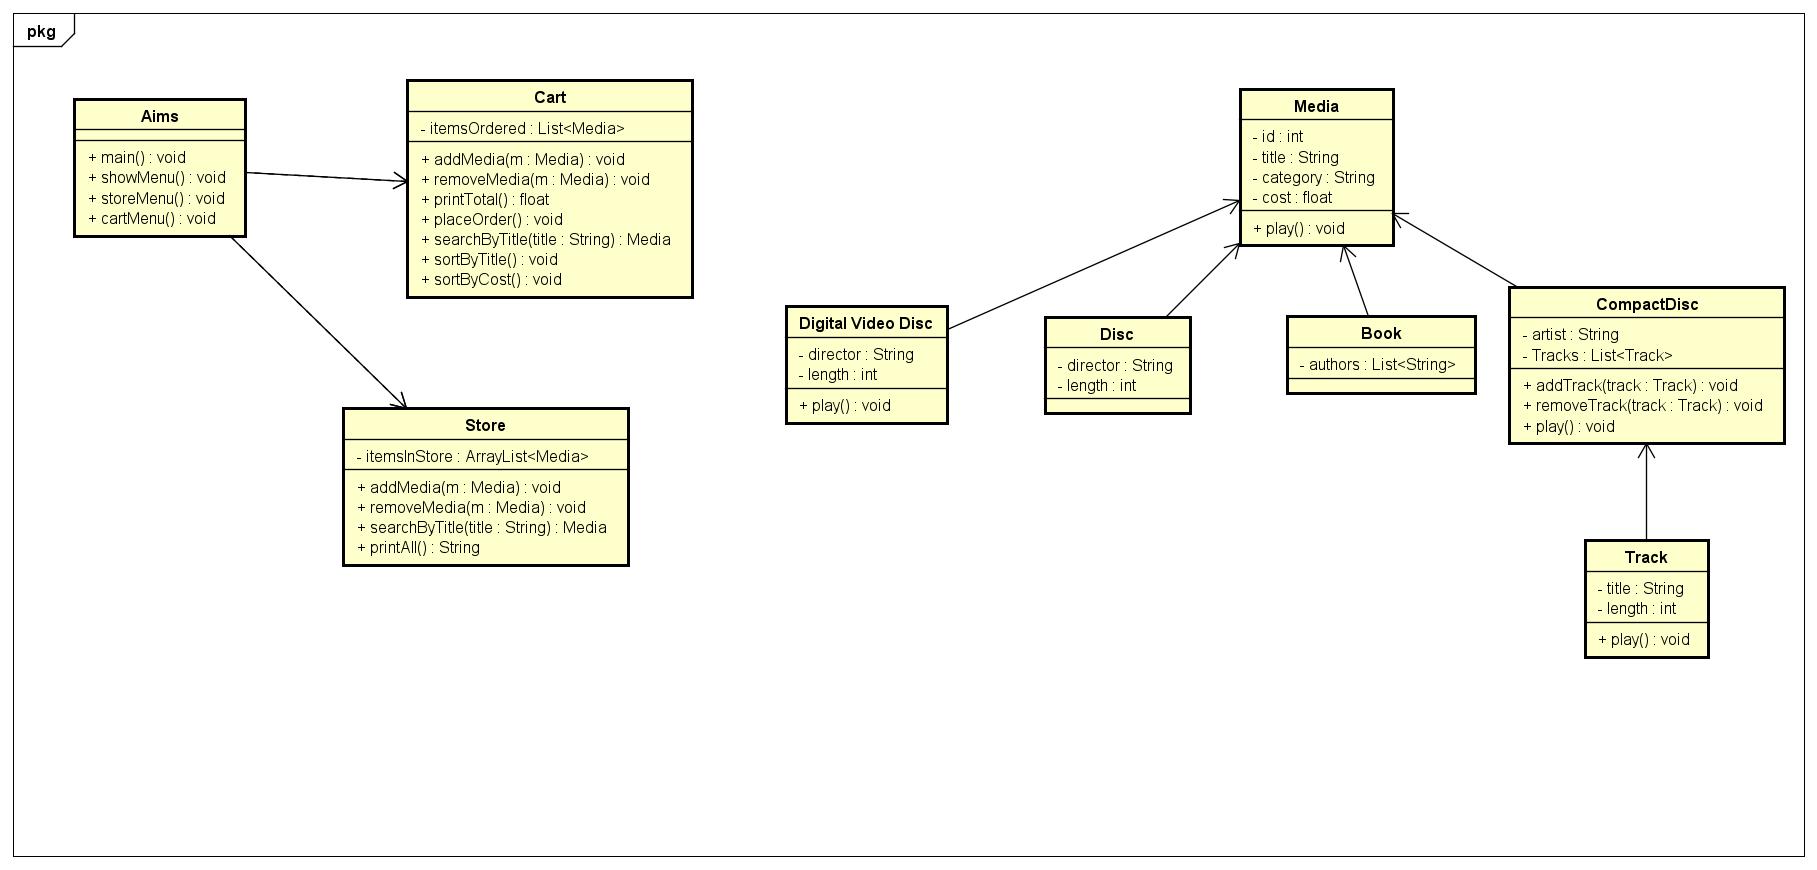 pkg
Aims
+ main() : void
+ showMenu() : void
+ storeMenu() : void
+ cartMenu() : void
Cart
- itemsOrdered : List<Media>
+ addMedia(m : Media) : void
+ removeMedia(m : Media) : void
+ printTotal() : float
+ placeOrder() : void
+ searchByTitle(title : String) : Media
+ sortByTitle() : void
+ sortByCost() : void
Store
- itemsInStore : ArrayList<Media>
+ addMedia(m : Media) : void
+ removeMedia(m : Media) : void
+ searchByTitle(title : String) : Media
+ printAll() : String
Media
- id : int
- title : String
- category : String
- cost : float
+ play() : void
Digital Video Disc
- director : String
- length : int
+ play() : void
Disc
- director : String
- length : int
Book
- authors : List<String>
CompactDisc
- artist : String
- Tracks : List<Track>
+ addTrack(track : Track) : void
+ removeTrack(track : Track) : void
+ play() : void
Track
- title : String
- length : int
+ play() : void